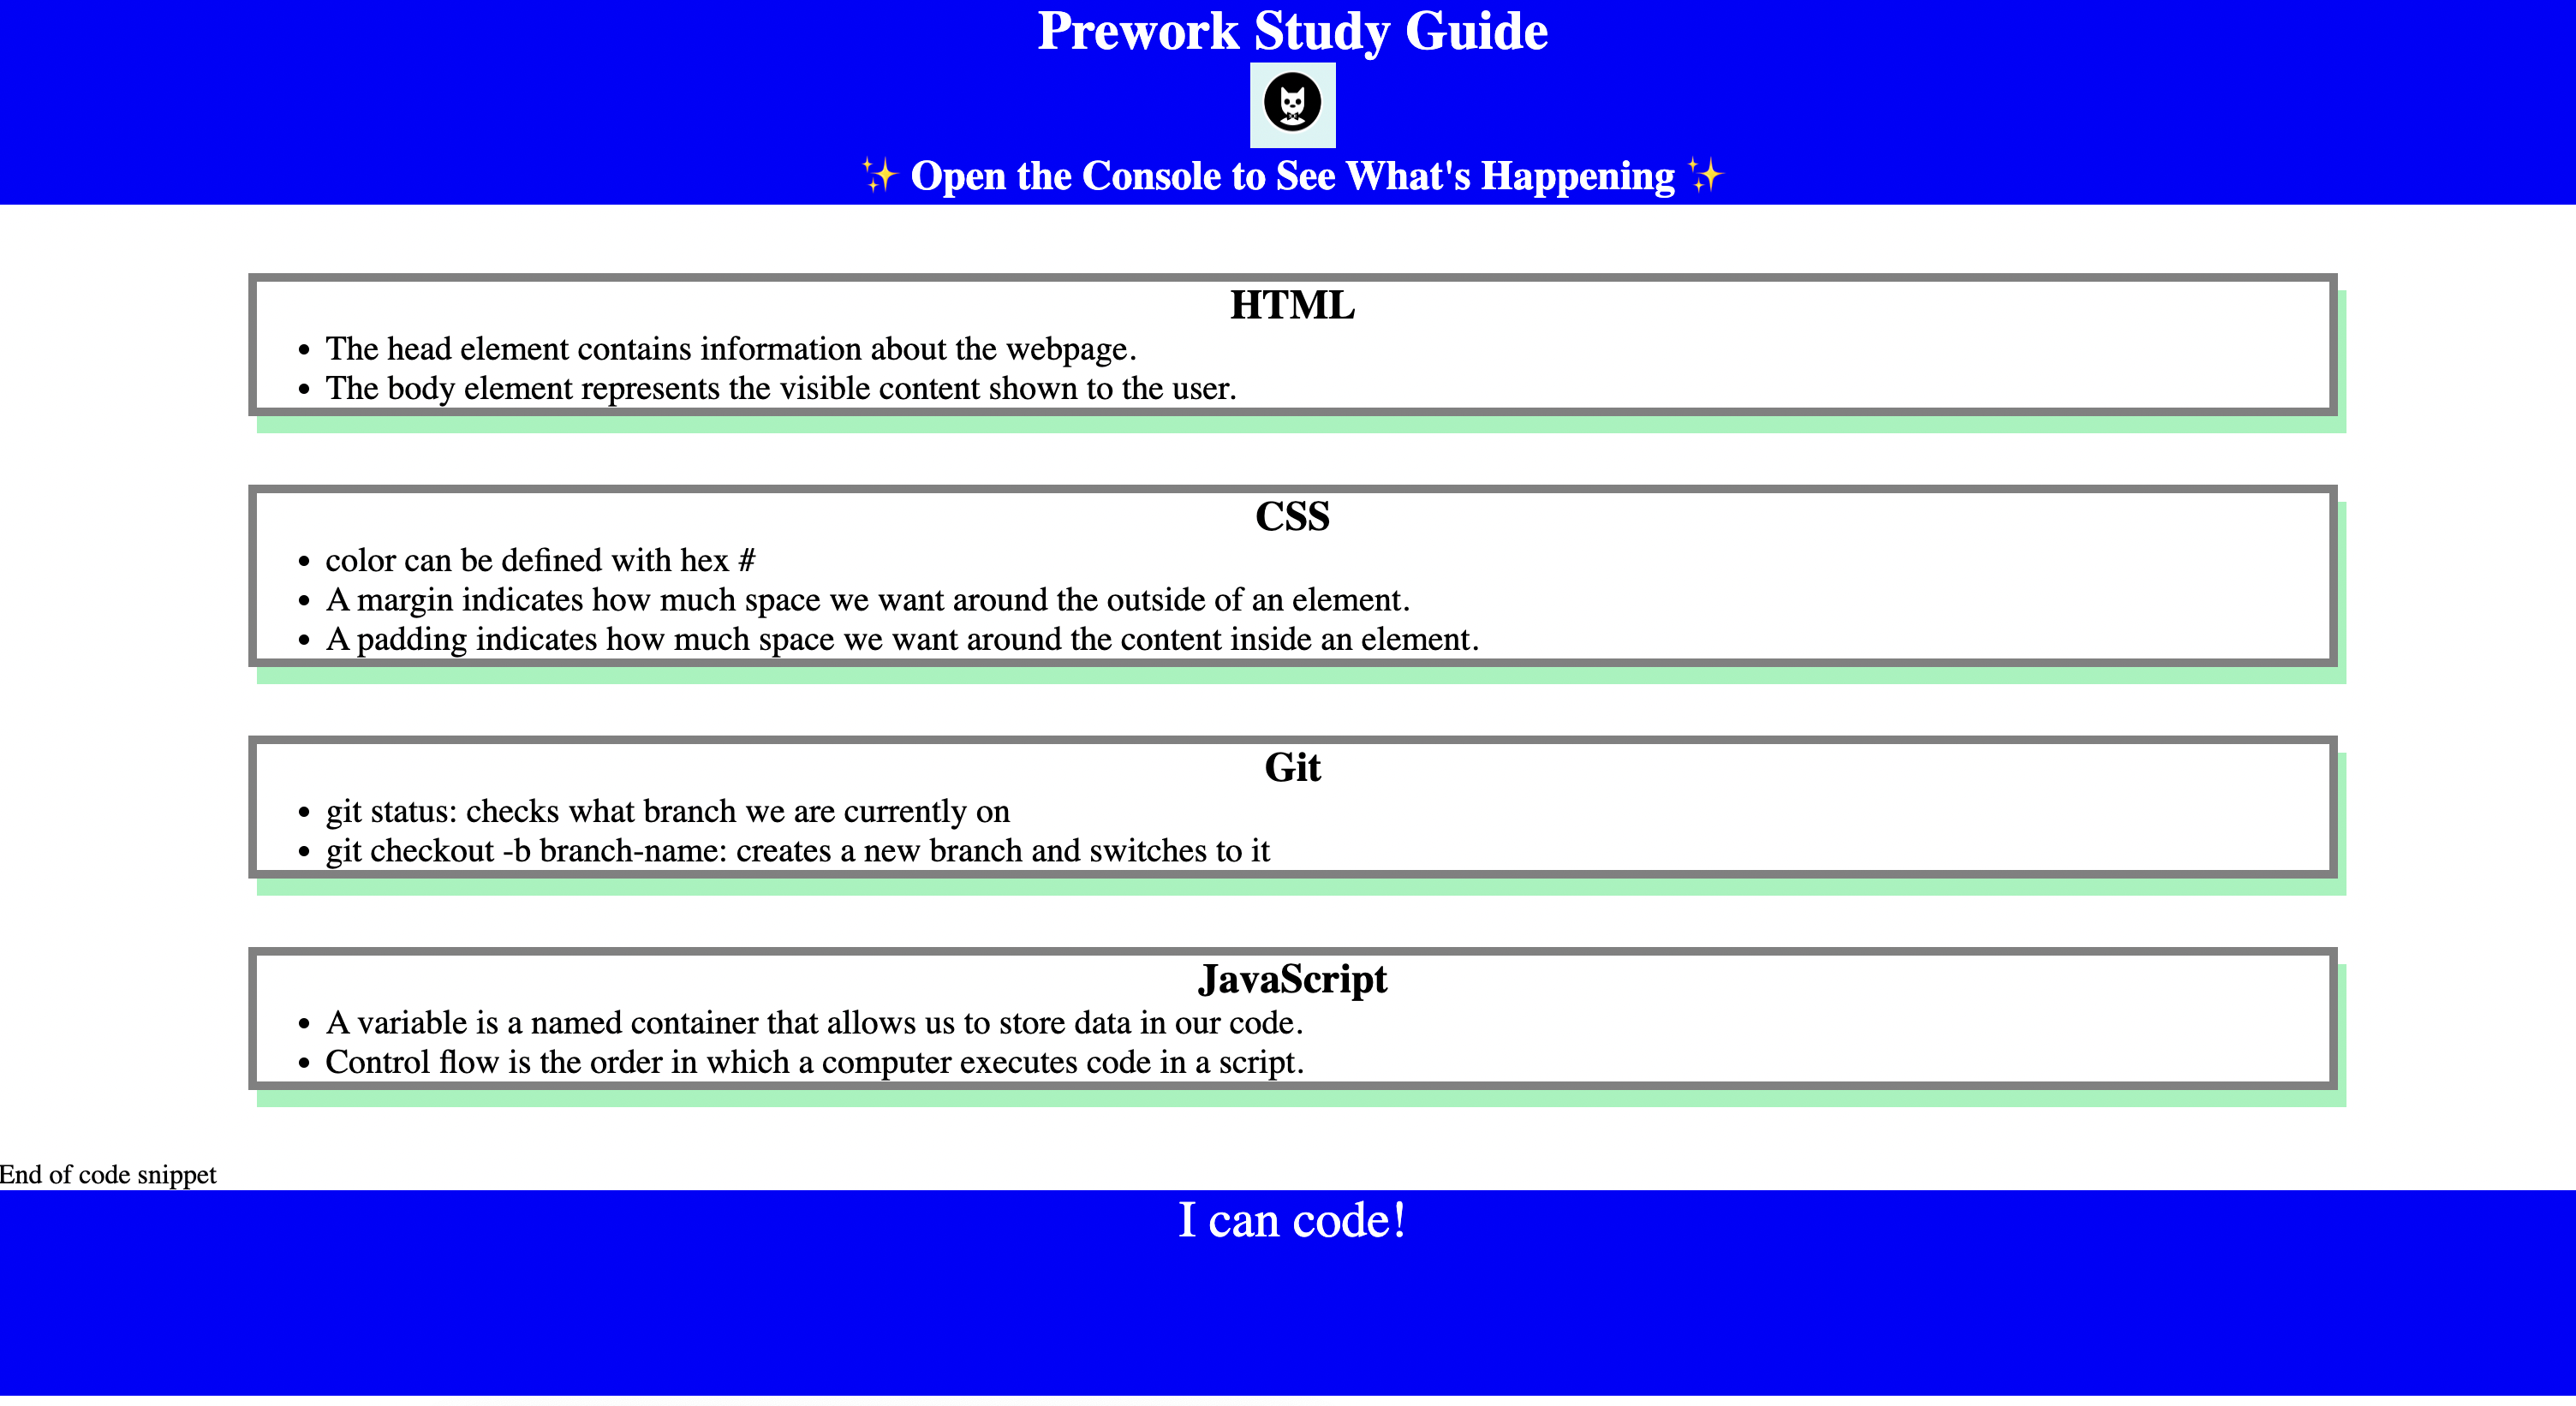 Prework Study Guide
✨ Open the Console to See What's Happening ✨
HTML
• The head element contains information about the webpage.
• The body element represents the visible content shown to the user.
CSS
• color can be defined with hex #
• A margin indicates how much space we want around the outside of an element.
• A padding indicates how much space we want around the content inside an element.
Git
• git status: checks what branch we are currently on
• git checkout -b branch-name: creates a new branch and switches to it
JavaScript
• A variable is a named container that allows us to store data in our code.
• Control flow is the order in which a computer executes code in a script.
End of code snippet
I can code!